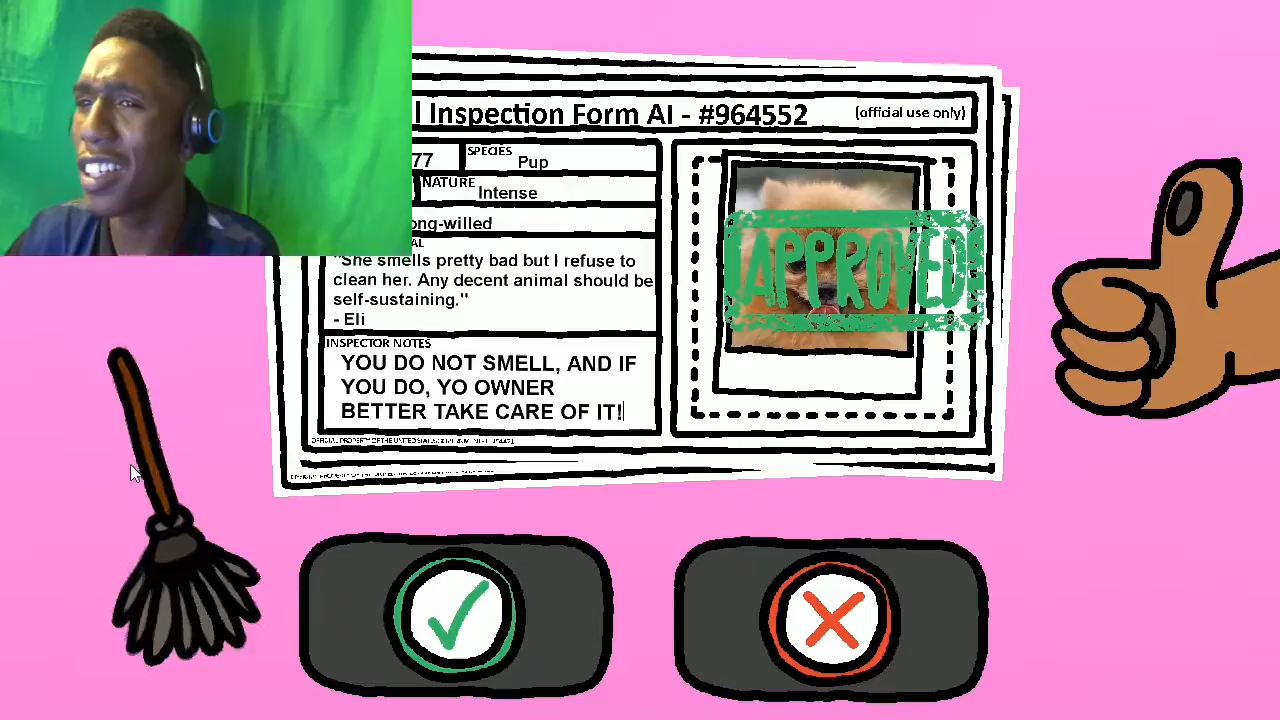 l Inspection Form AI - #964552 (official use only)
77 SPECIES Pup
NATURE Intense
ong-willed
AL
"She smells pretty bad but I refuse to
clean her. Any decent animal should be
self-sustaining."
- Eli
INSPECTOR NOTES
YOU DO NOT SMELL, AND IF
YOU DO, YO OWNER
BETTER TAKE CARE OF IT!
APPROVED!